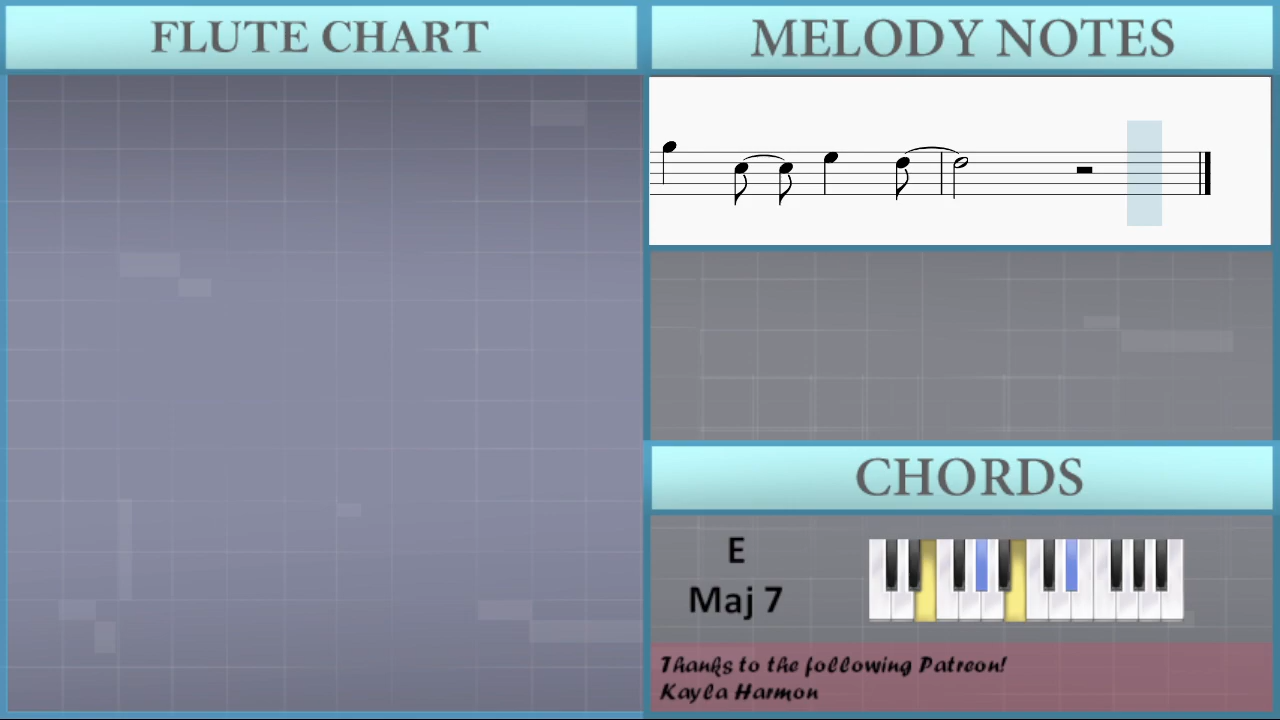 FLUTE CHART
MELODY NOTES
CHORDS
E
Maj 7
Thanks to the following Patreon!
Kayla Harmon